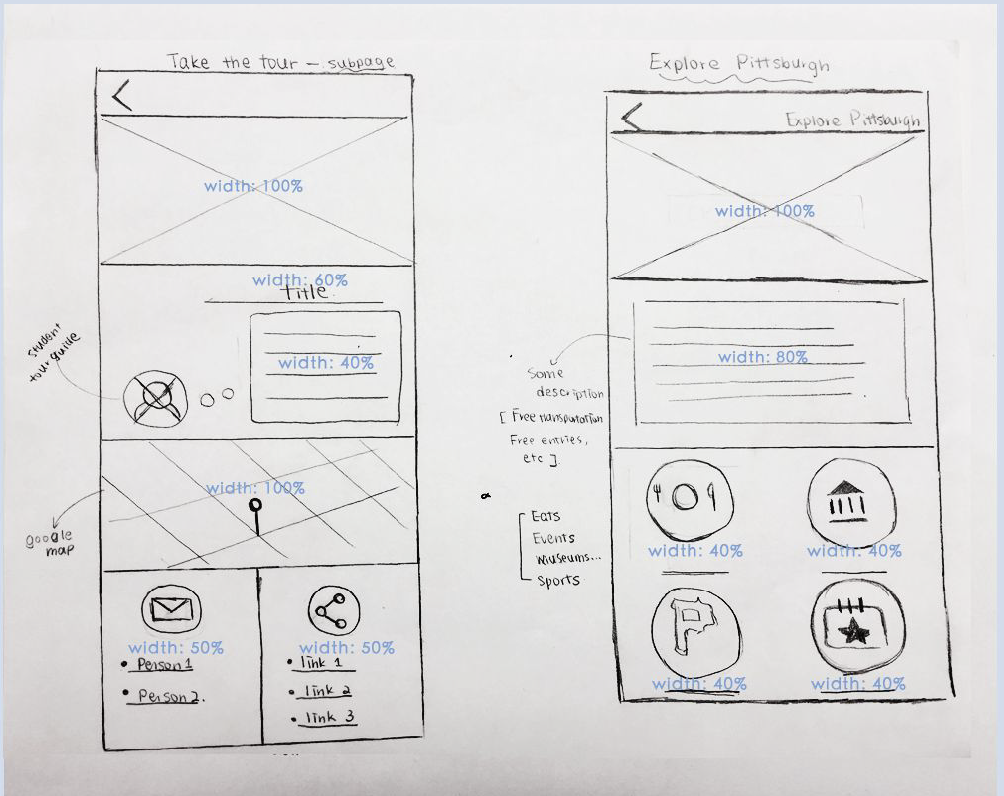 Take the tour – subpage
width: 100%
width: 60%
Title
width: 40%
student
tour guide
width: 100%
google
map
width: 50%
• Person 1
• Person 2.
width: 50%
• link 1
• link 2
• link 3
Explore Pittsburgh
Explore Pittsburgh
width: 100%
width: 80%
Some
description
[ Free transportation
Free entries,
etc ].
Eats
Events
Museums...
Sports
width: 40%
width: 40%
P
width: 40%
width: 40%